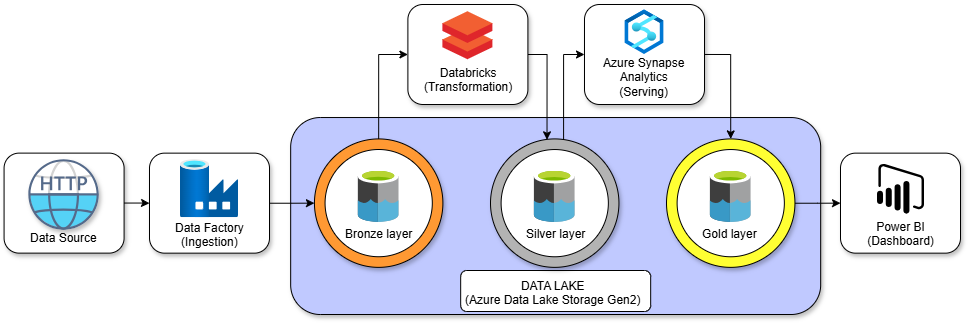 Databricks
(Transformation)
Azure Synapse
Analytics
(Serving)
HTTP
Data Source
Data Factory
(Ingestion)
Bronze layer
Silver layer
Gold layer
Power BI
(Dashboard)
DATA LAKE
(Azure Data Lake Storage Gen2)